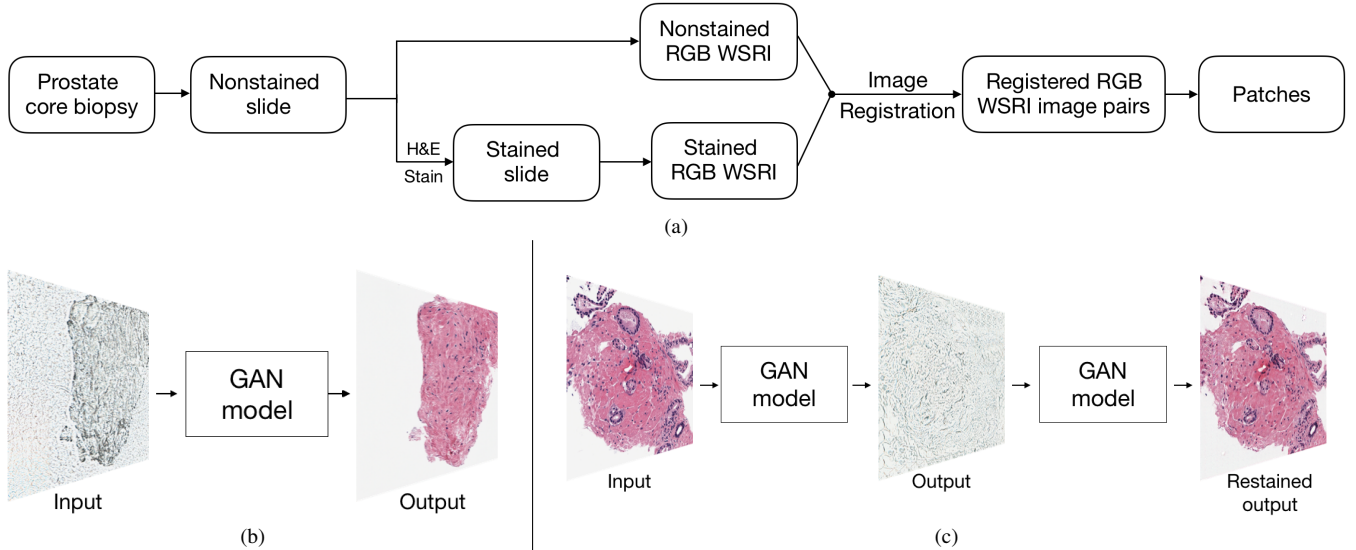 Prostate
core biopsy
Nonstained
slide
Nonstained
RGB WSRI
H&E
Stain
Stained
slide
Stained
RGB WSRI
Image
Registration
Registered RGB
WSRI image pairs
Patches
(a)
Input
GAN
model
Output
(b)
Input
GAN
model
Output
GAN
model
Restained
output
(c)